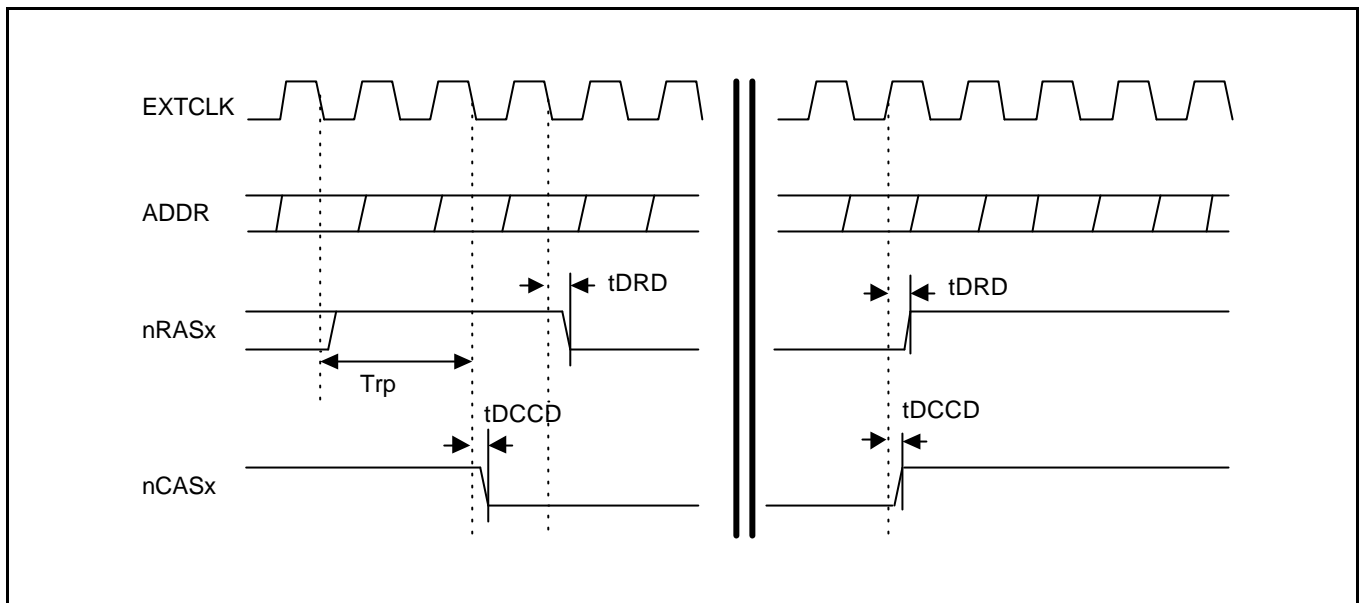 EXTCLK
ADDR
tDRD
tDRD
nRASx
Trp
tDCCD
tDCCD
nCASx